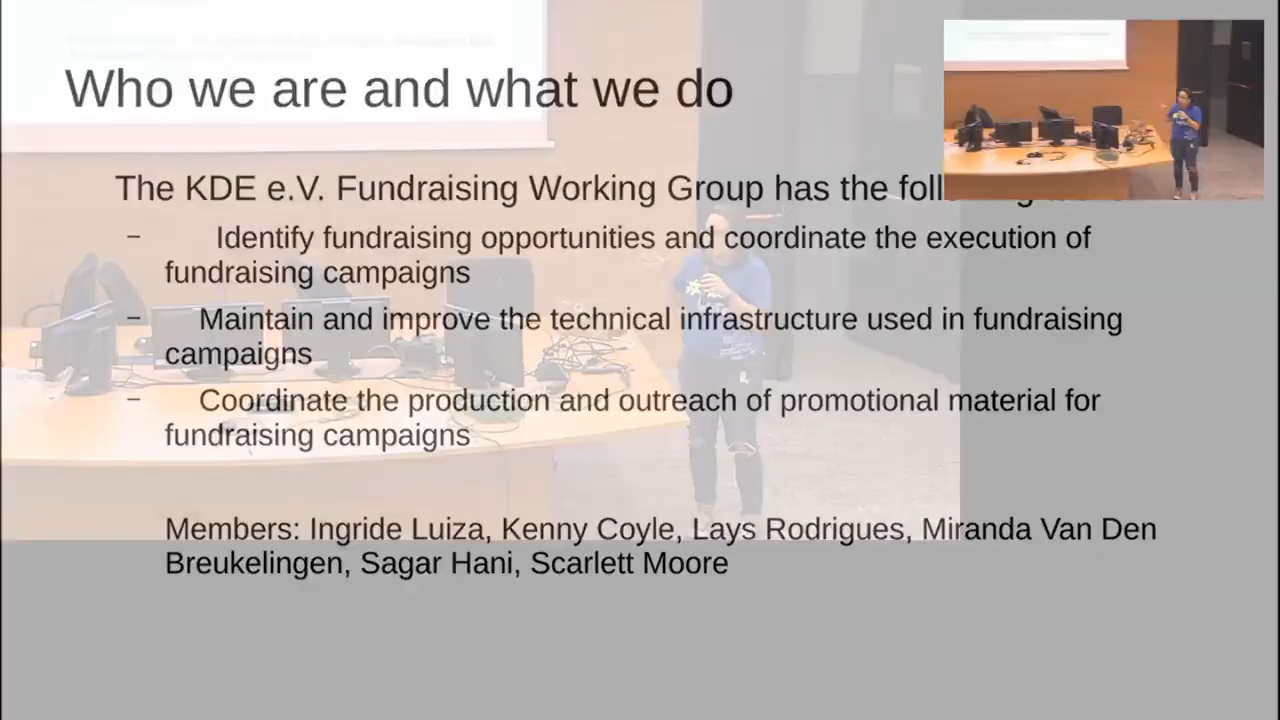 Who we are and what we do
The KDE e.V. Fundraising Working Group has the
– Identify fundraising opportunities and coordinate the execution of
fundraising campaigns
– Maintain and improve the technical infrastructure used in fundraising
campaigns
– Coordinate the production and outreach of promotional material for
fundraising campaigns
Members: Ingride Luiza, Kenny Coyle, Lays Rodrigues, Miranda Van Den
Breukelingen, Sagar Hani, Scarlett Moore